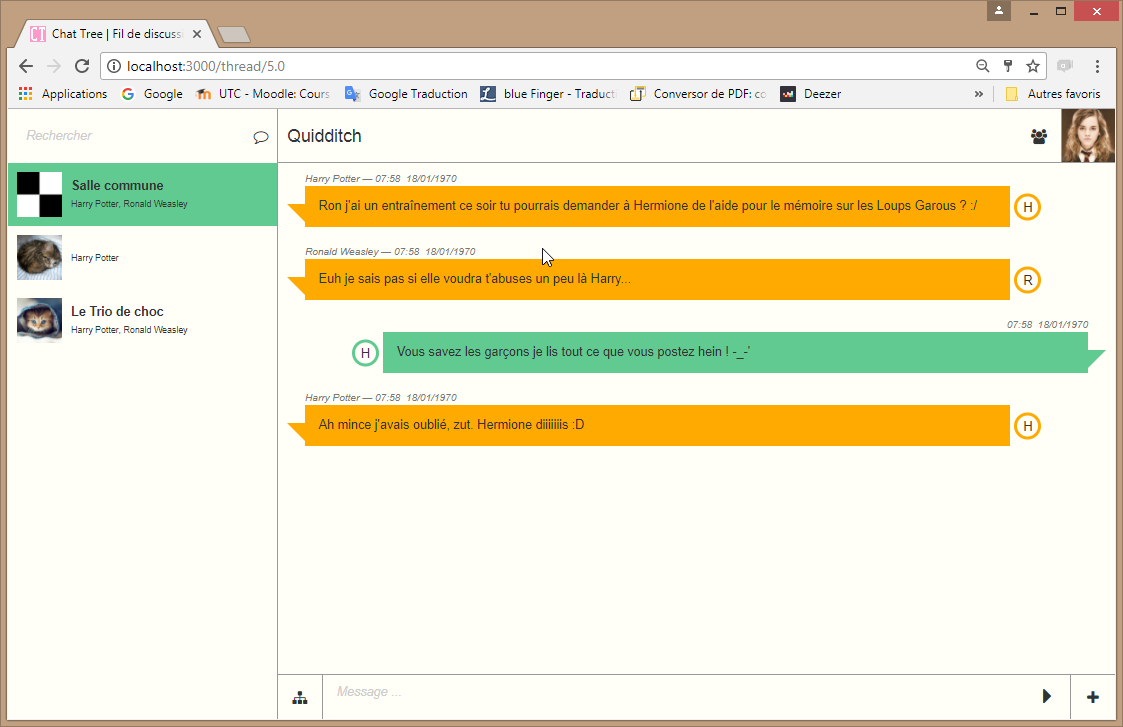 CT Chat Tree | Fil de discuss
localhost:3000/thread/5.0
Applications Google UTC - Moodle: Cours Google Traduction blue Finger - Traduct Conversor de PDF: co Deezer » Autres favoris
Rechercher
Quidditch
Salle commune
Harry Potter, Ronald Weasley
Harry Potter
Le Trio de choc
Harry Potter, Ronald Weasley
Harry Potter — 07:58 18/01/1970
Ron j'ai un entraînement ce soir tu pourrais demander à Hermione de l'aide pour le mémoire sur les Loups Garous ? :/
H
Ronald Weasley — 07:58 18/01/1970
Euh je sais pas si elle voudra t'abuses un peu là Harry...
R
07:58 18/01/1970
H
Vous savez les garçons je lis tout ce que vous postez hein ! -_-'
Harry Potter — 07:58 18/01/1970
Ah mince j'avais oublié, zut. Hermione diiiiiiis :D
H
Message ...